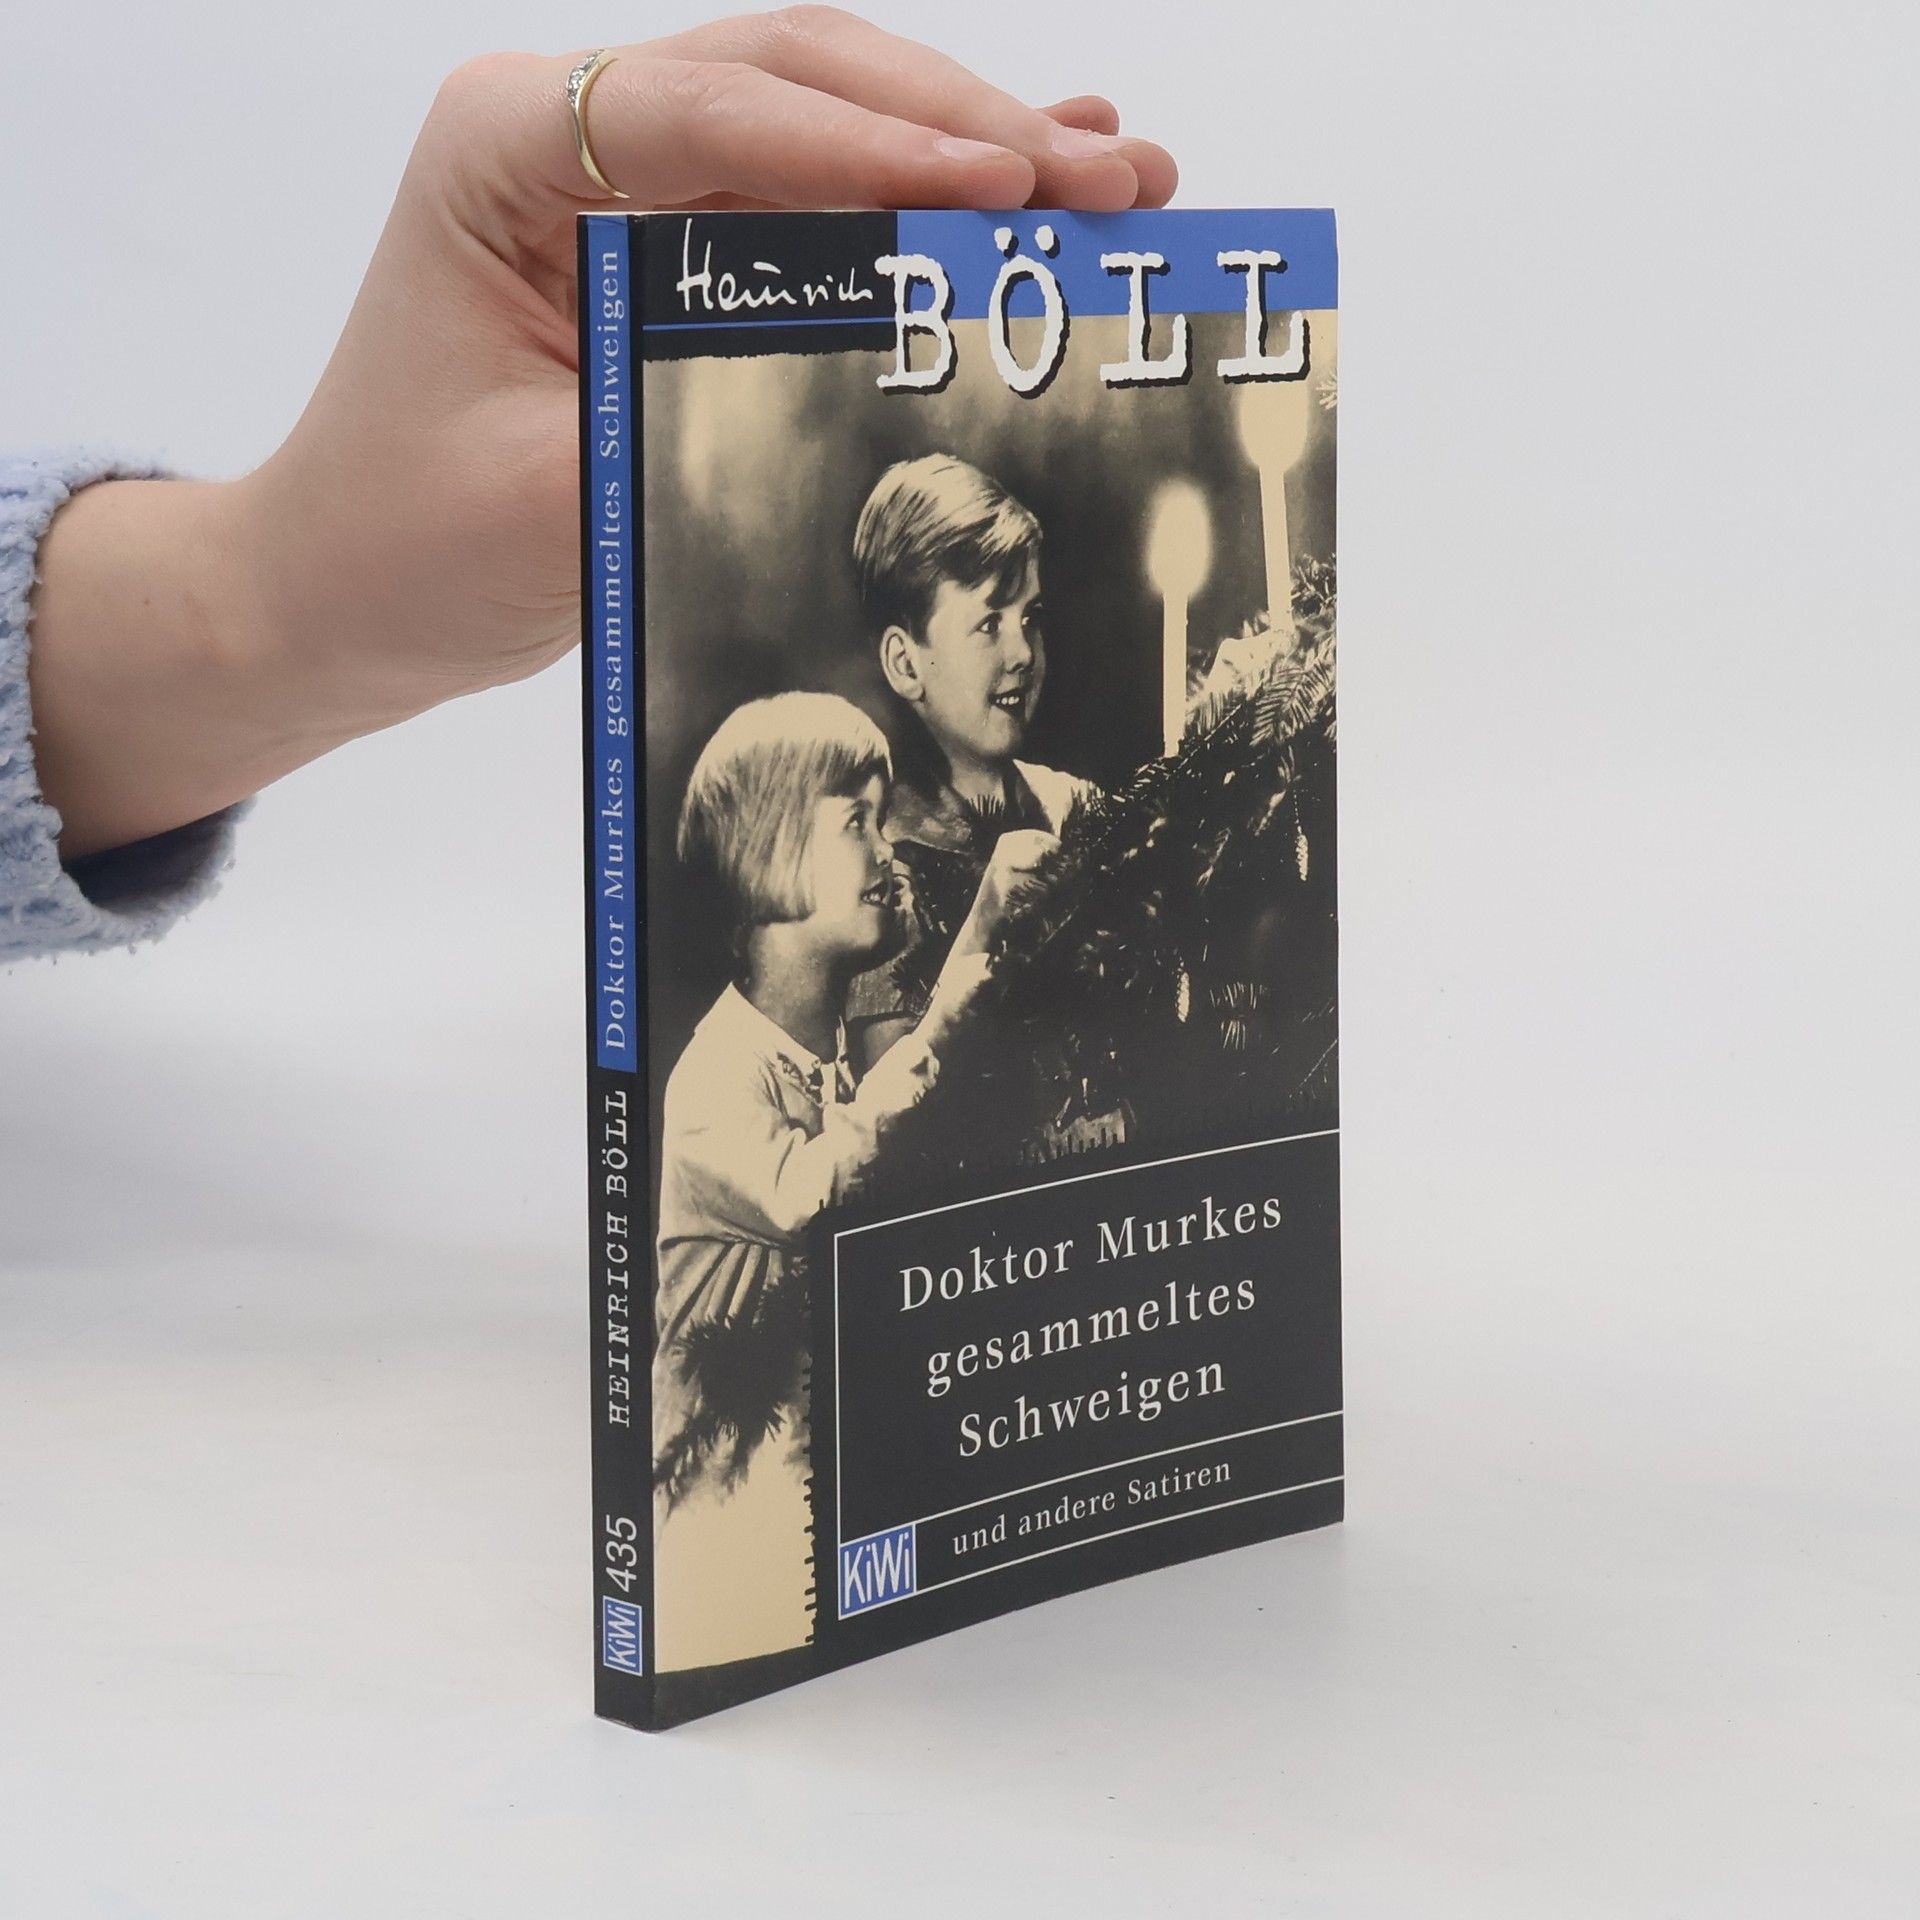 Heinrich BÖLL
Doktor Murkes
gesammeltes
Schweigen
und andere Satiren
KiWi
KiWi 435 HEINRICH BÖLL Doktor Murkes gesammeltes Schweigen